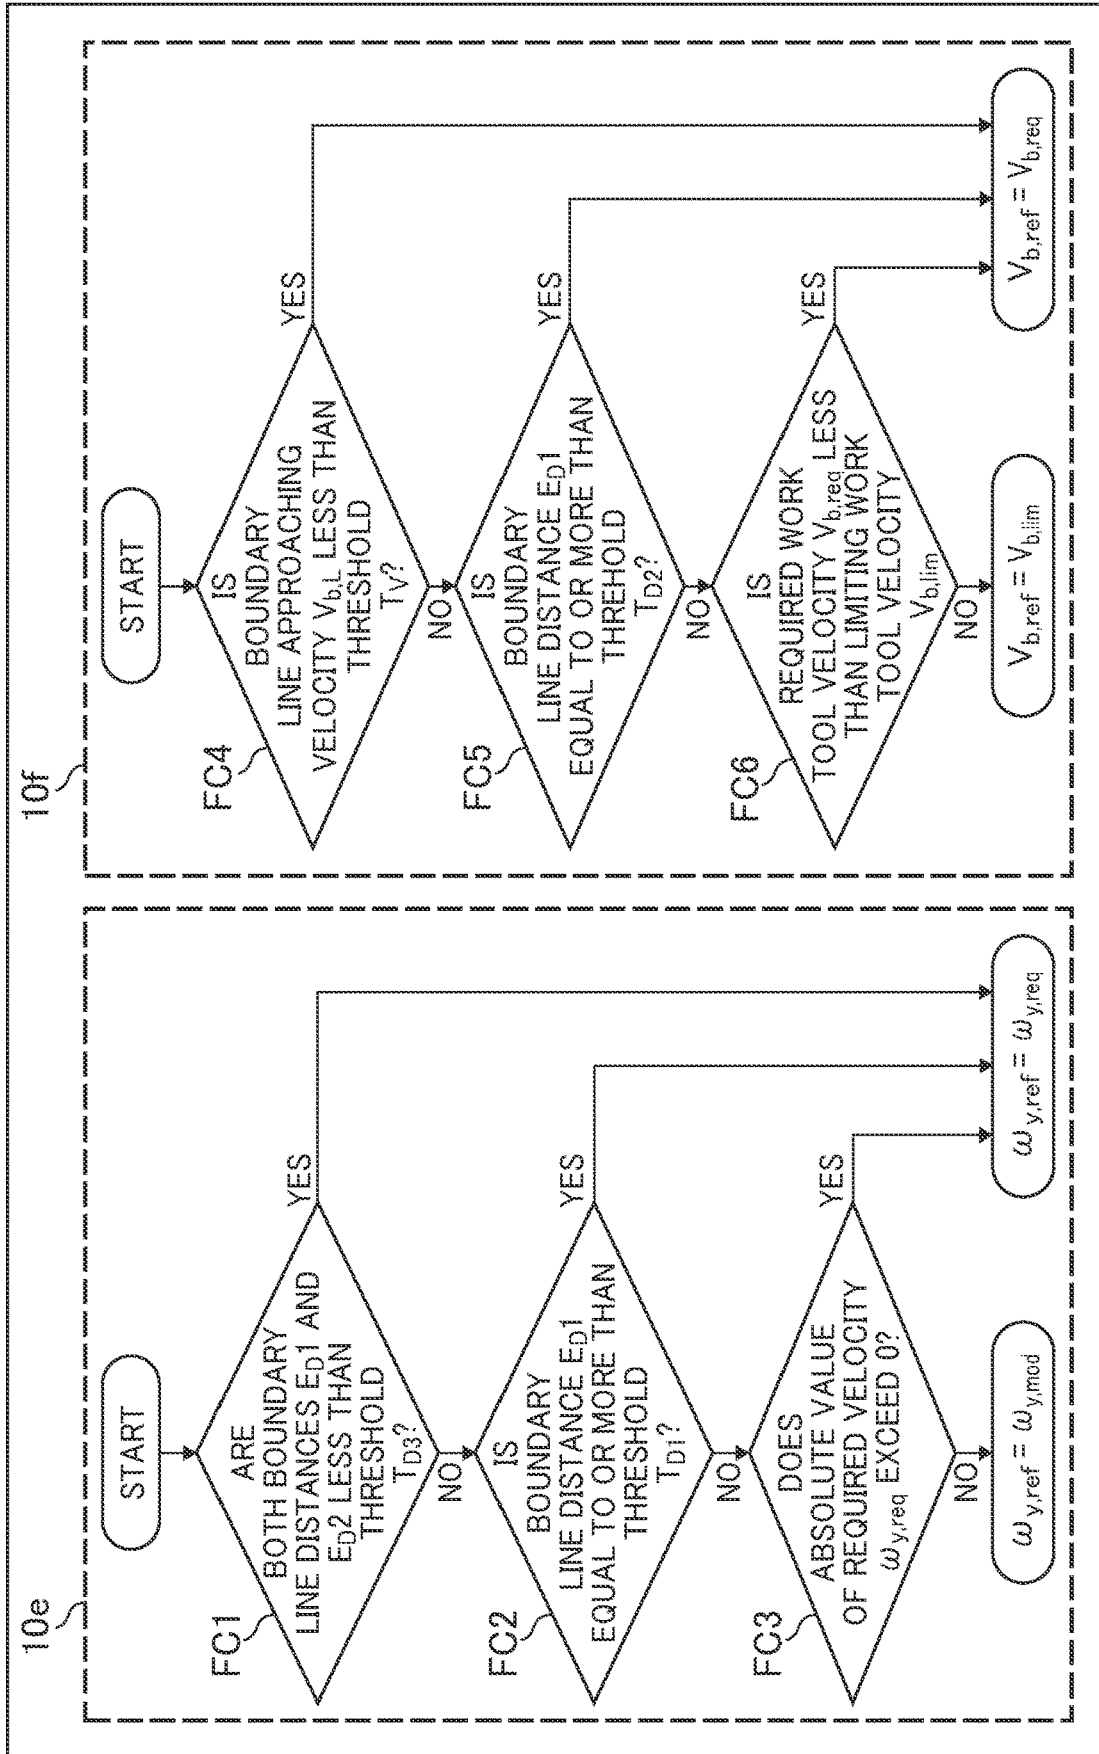 10e
START
FC1
ARE
BOTH BOUNDARY
LINE DISTANCES ED1 AND
ED2 LESS THAN
THRESHOLD
TD3?
YES
NO
FC2
IS
BOUNDARY
LINE DISTANCE ED1
EQUAL TO OR MORE THAN
THRESHOLD
TD1?
YES
NO
FC3
DOES
ABSOLUTE VALUE
OF REQUIRED VELOCITY
ωy,req EXCEED 0?
YES
NO
ωy,ref = ωy,mod
ωy,ref = ωy,req
10f
START
FC4
IS
BOUNDARY
LINE APPROACHING
VELOCITY Vb,L LESS THAN
THRESHOLD
TV?
YES
NO
FC5
IS
BOUNDARY
LINE DISTANCE ED1
EQUAL TO OR MORE THAN
THREHOLD
TD2?
YES
NO
FC6
IS
REQUIRED WORK
TOOL VELOCITY Vb,req LESS
THAN LIMITING WORK
TOOL VELOCITY
Vb,lim
YES
NO
Vb,ref = Vb,lim
Vb,ref = Vb,req